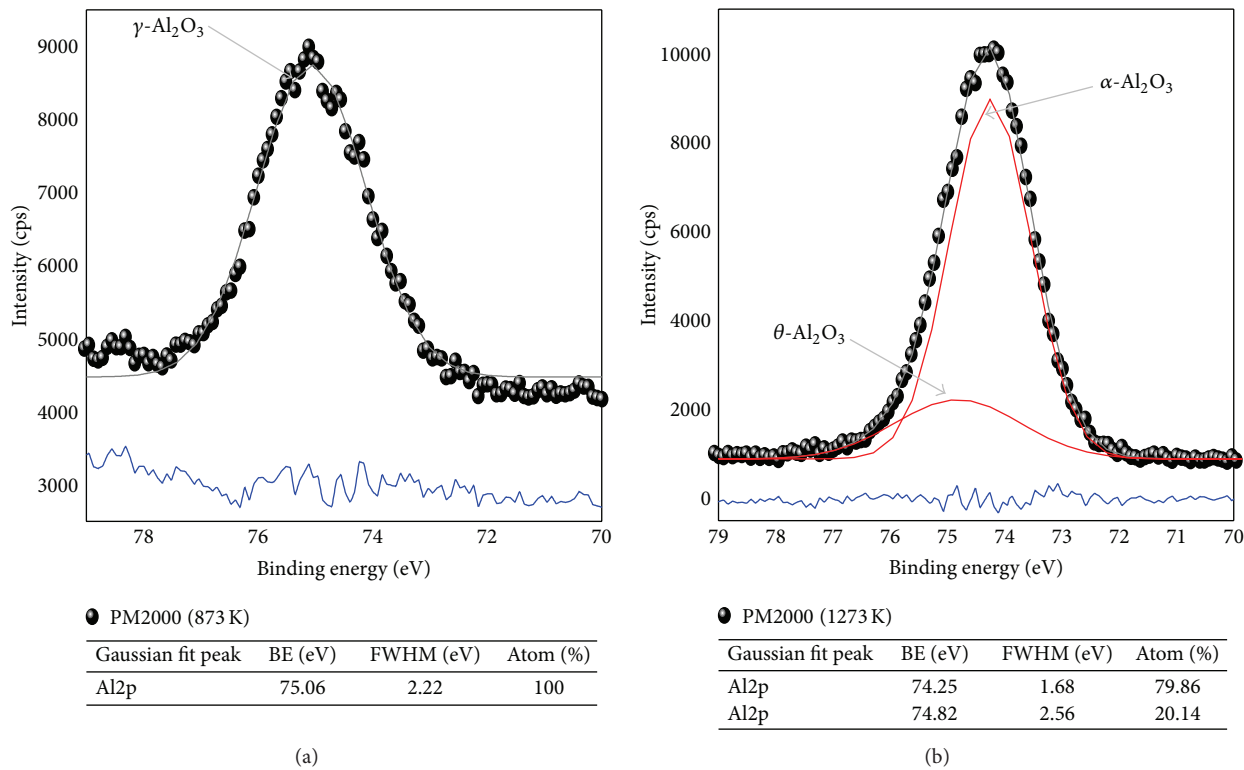 γ-Al2O3
9000
8000
7000
6000
5000
4000
3000
Intensity (cps)
78 76 74 72 70
Binding energy (eV)
PM2000 (873 K)
Gaussian fit peak BE (eV) FWHM (eV) Atom (%)
Al2p 75.06 2.22 100
(a)
α-Al2O3
θ-Al2O3
10000
8000
6000
4000
2000
0
Intensity (cps)
79 78 77 76 75 74 73 72 71 70
Binding energy (eV)
PM2000 (1273 K)
Gaussian fit peak BE (eV) FWHM (eV) Atom (%)
Al2p 74.25 1.68 79.86
Al2p 74.82 2.56 20.14
(b)